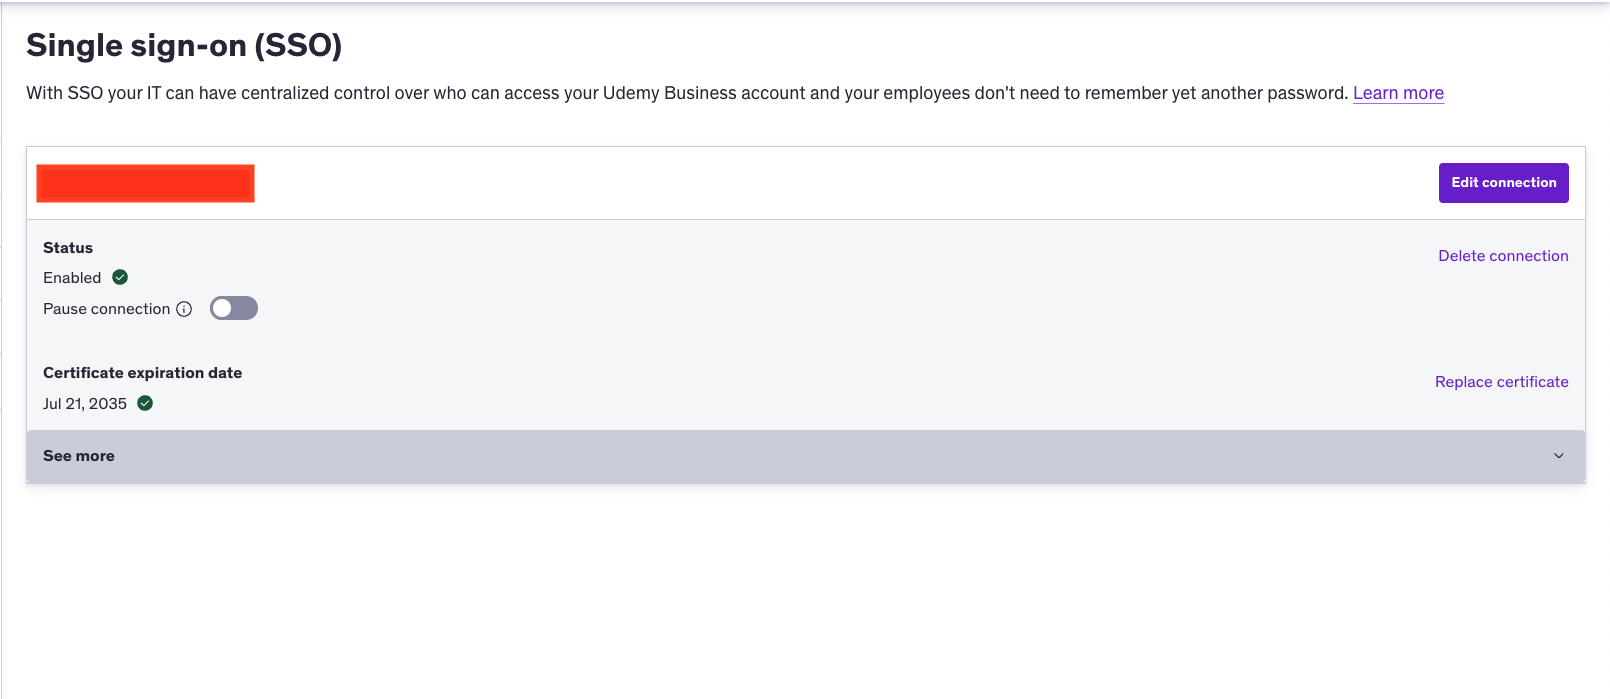 Single sign-on (SSO)
With SSO your IT can have centralized control over who can access your Udemy Business account and your employees don't need to remember yet another password. Learn more
Edit connection
Status
Delete connection
Enabled
Pause connection
Certificate expiration date
Replace certificate
Jul 21, 2035
See more